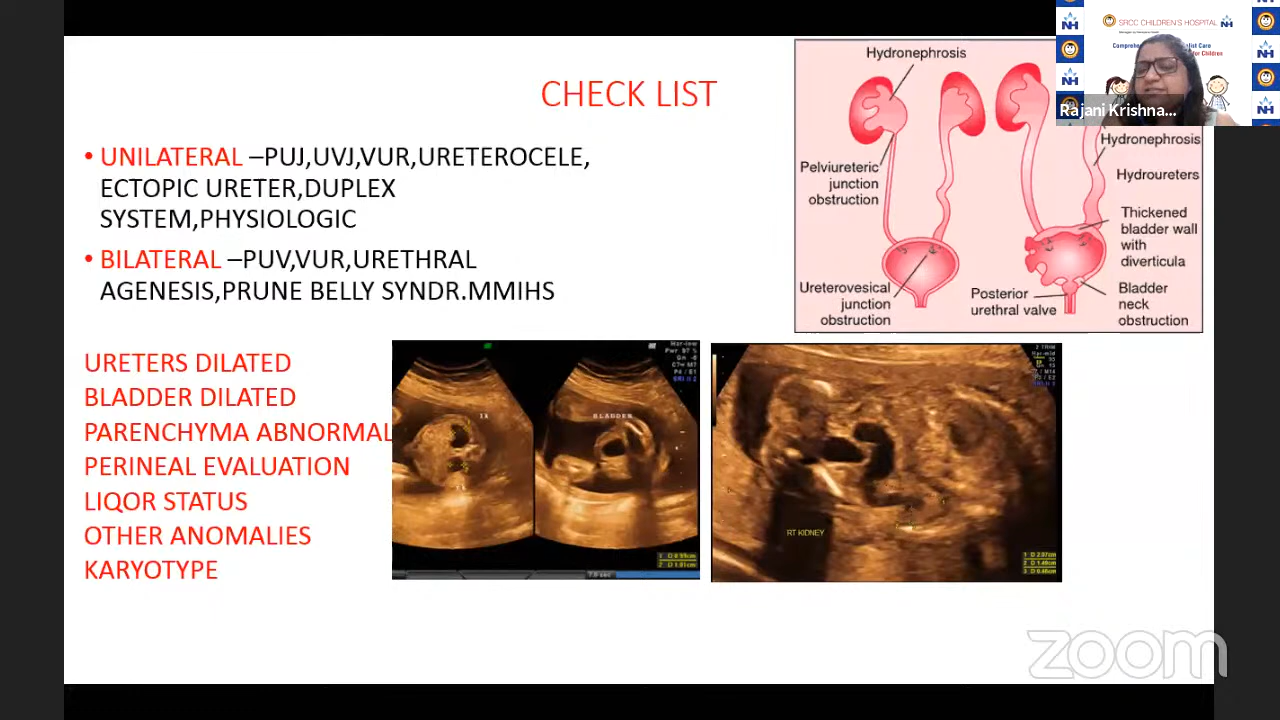 CHECK LIST
• UNILATERAL –PUJ,UVJ,VUR,URETEROCELE,
ECTOPIC URETER,DUPLEX
SYSTEM,PHYSIOLOGIC
• BILATERAL –PUV,VUR,URETHRAL
AGENESIS,PRUNE BELLY SYNDR.MMIHS
URETERS DILATED
BLADDER DILATED
PARENCHYMA ABNORMAL
PERINEAL EVALUATION
LIQOR STATUS
OTHER ANOMALIES
KARYOTYPE
Hydronephrosis
Pelviureteric
junction
obstruction
Ureterovesical
junction
obstruction
Posterior
urethral valve
Hydronephrosis
Hydroureters
Thickened
bladder wall
with
diverticula
Bladder
neck
obstruction
BLADDER
RT KIDNEY
SRCC CHILDREN'S HOSPITAL
NH
Rajani Krishna...
zoom